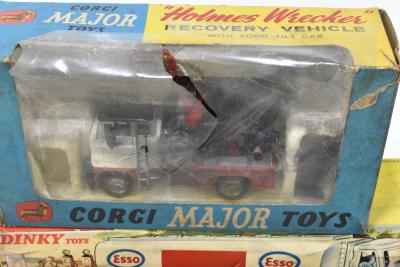 CORGI
MAJOR
TOYS
"Holmes Wrecker"
RECOVERY VEHICLE
WITH FORD TILT CAB
CORGI MAJOR TOYS
DINKY TOYS
Esso
Esso